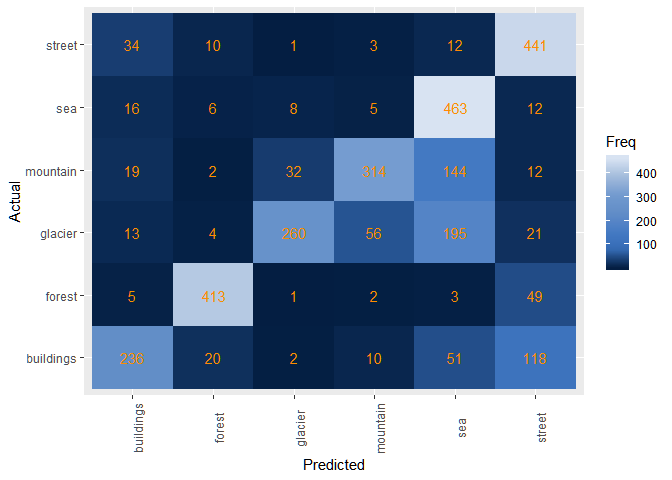 street 34 10 1 3 12 441
sea 16 6 8 5 463 12
mountain 19 2 32 314 144 12
glacier 13 4 260 56 195 21
forest 5 413 1 2 3 49
buildings 236 20 2 10 51 118
buildings forest glacier mountain sea street
Predicted
Actual
Freq
400
300
200
100